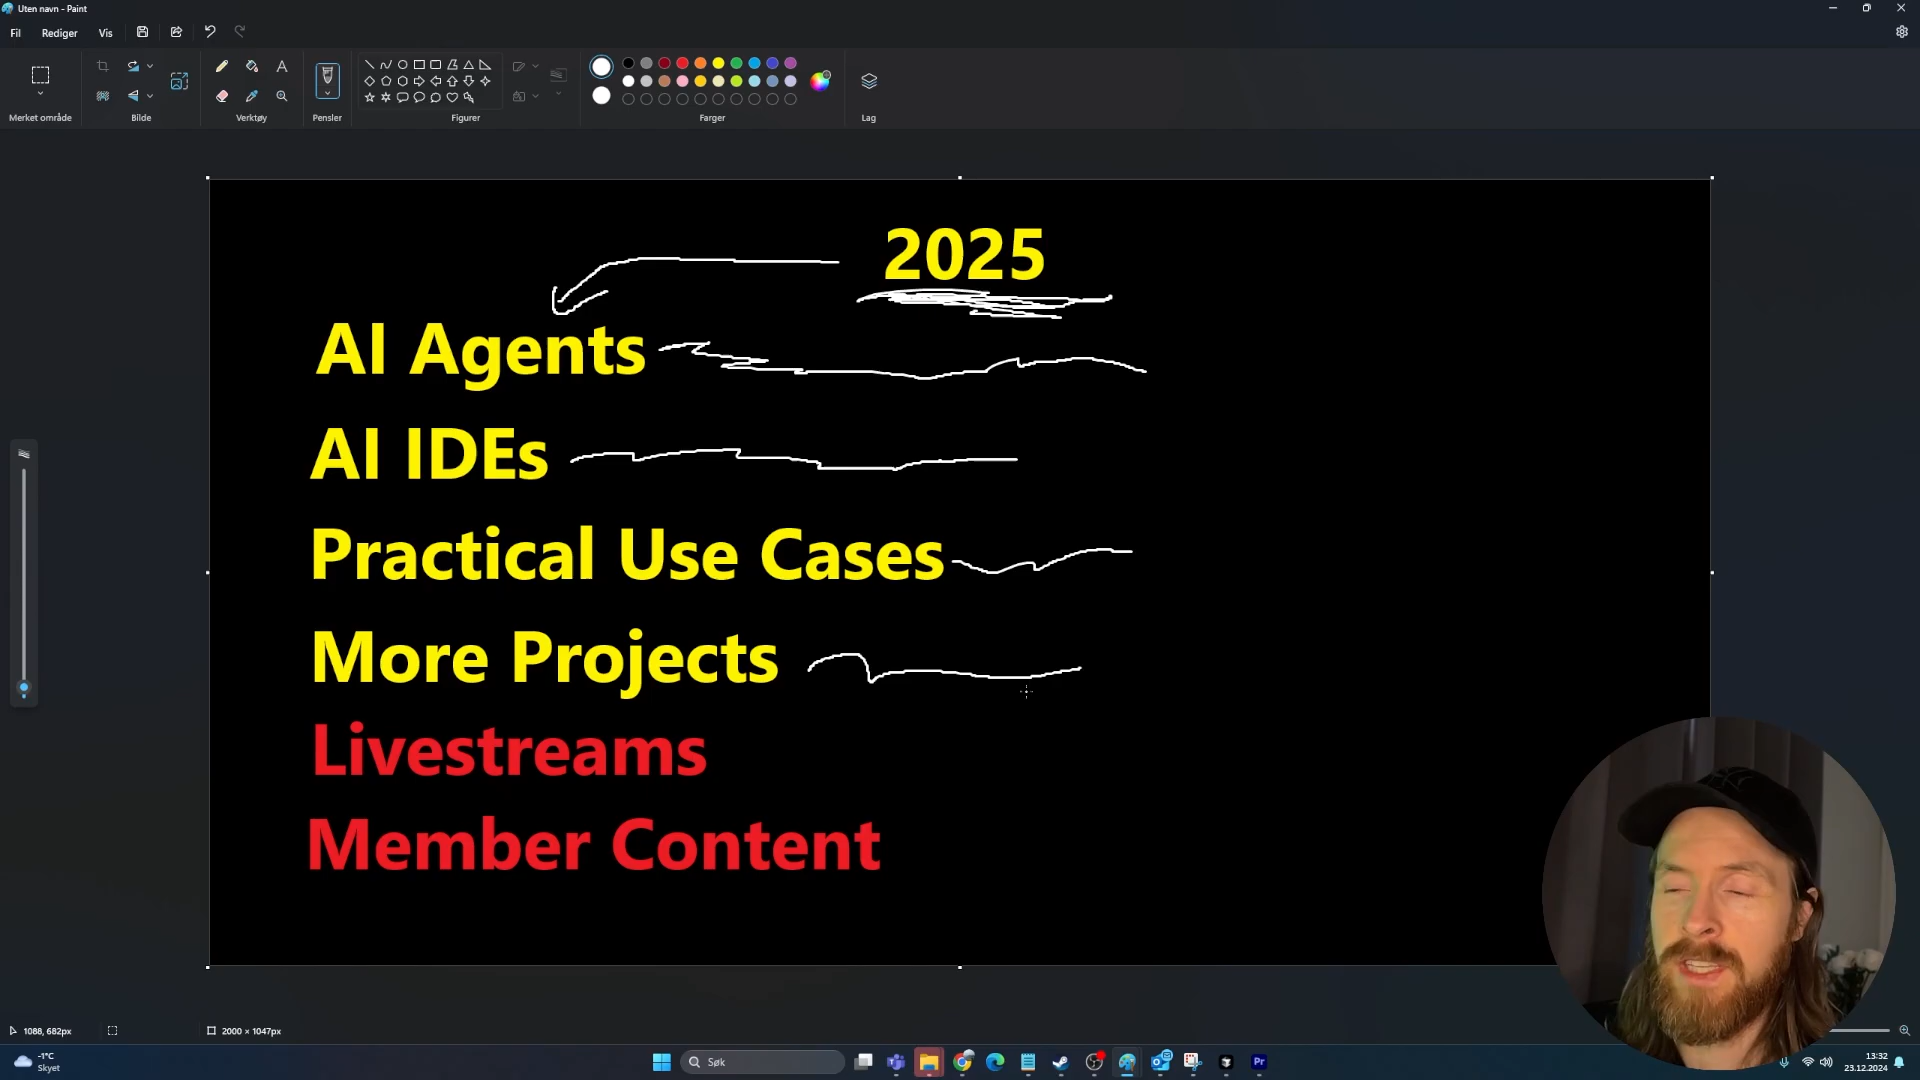 Uten navn - Paint
Fil Rediger Vis
Merket område Bilde Verktøy Pensler Figurer Farger Lag
2025
AI Agents
AI IDEs
Practical Use Cases
More Projects
Livestreams
Member Content
1088, 682px 2000 × 1047px
-1°C
Skyet
Søk
Pr
13:32
23.12.2024